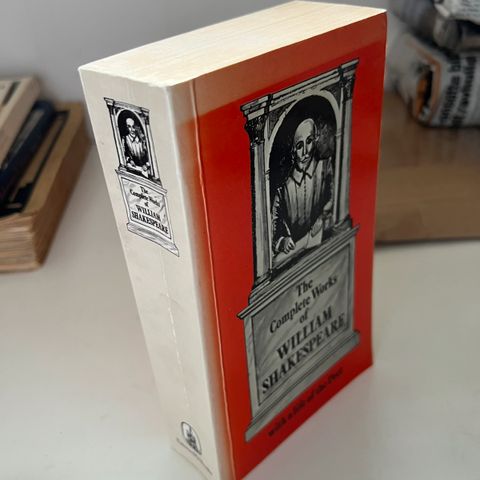 The
Complete Works
of
WILLIAM
SHAKESPEARE
The
Complete Works
of
WILLIAM
SHAKESPEARE
with a life of the Poet